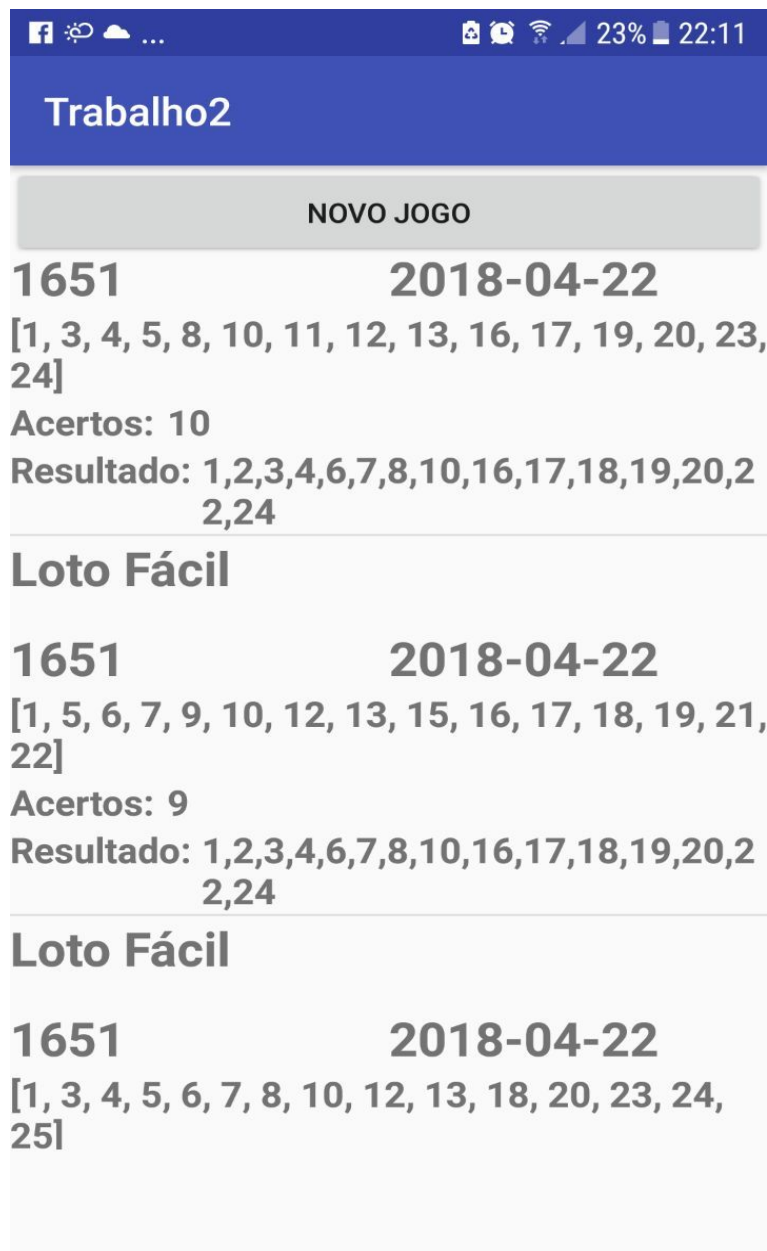 ... 23% 22:11
Trabalho2
NOVO JOGO
1651 2018-04-22
[1, 3, 4, 5, 8, 10, 11, 12, 13, 16, 17, 19, 20, 23,
24]
Acertos: 10
Resultado: 1,2,3,4,6,7,8,10,16,17,18,19,20,2
2,24
Loto Fácil
1651 2018-04-22
[1, 5, 6, 7, 9, 10, 12, 13, 15, 16, 17, 18, 19, 21,
22]
Acertos: 9
Resultado: 1,2,3,4,6,7,8,10,16,17,18,19,20,2
2,24
Loto Fácil
1651 2018-04-22
[1, 3, 4, 5, 6, 7, 8, 10, 12, 13, 18, 20, 23, 24,
25]